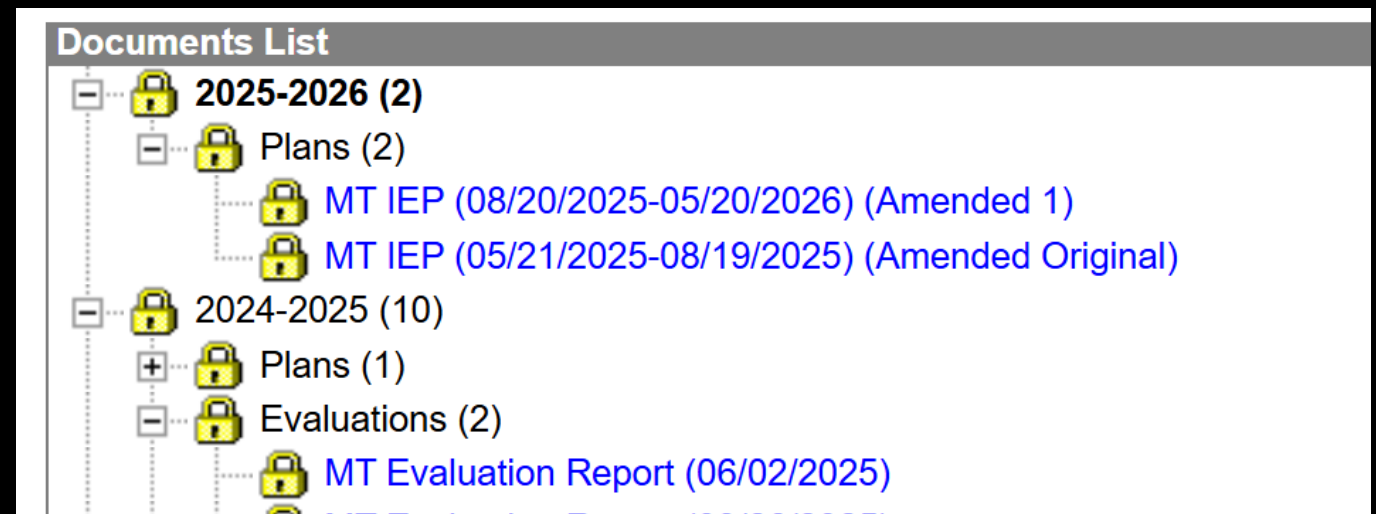 Documents List
2025-2026 (2)
Plans (2)
MT IEP (08/20/2025-05/20/2026) (Amended 1)
MT IEP (05/21/2025-08/19/2025) (Amended Original)
2024-2025 (10)
Plans (1)
Evaluations (2)
MT Evaluation Report (06/02/2025)